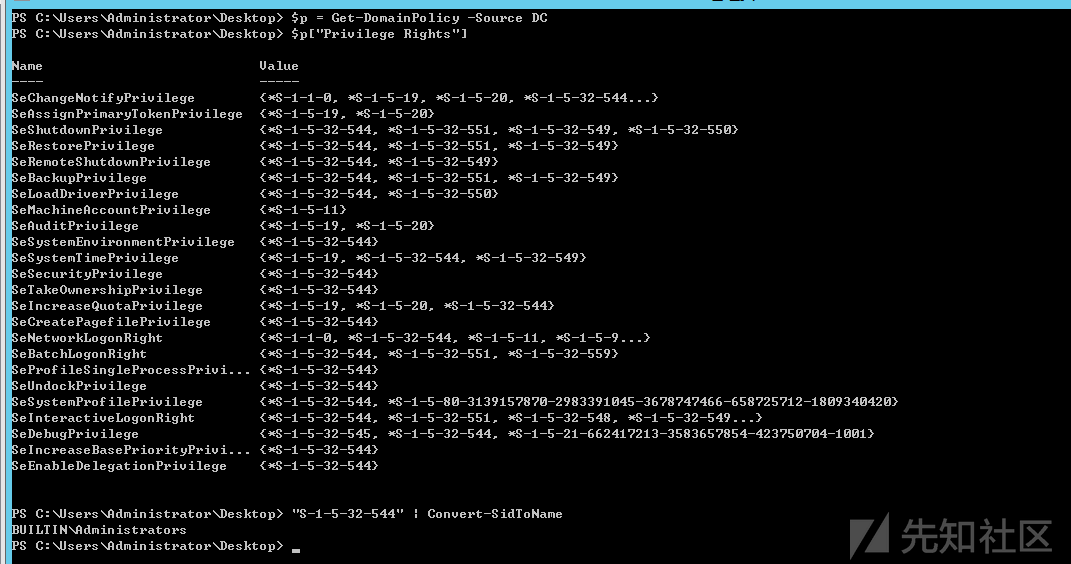 PS C:\Users\Administrator\Desktop> $p = Get-DomainPolicy -Source DC
PS C:\Users\Administrator\Desktop> $p["Privilege Rights"]
Name                           Value
----                           -----
SeChangeNotifyPrivilege        {*S-1-1-0, *S-1-5-19, *S-1-5-20, *S-1-5-32-544...}
SeAssignPrimaryTokenPrivilege  {*S-1-5-19, *S-1-5-20}
SeShutdownPrivilege            {*S-1-5-32-544, *S-1-5-32-551, *S-1-5-32-549, *S-1-5-32-550}
SeRestorePrivilege             {*S-1-5-32-544, *S-1-5-32-551, *S-1-5-32-549}
SeRemoteShutdownPrivilege      {*S-1-5-32-544, *S-1-5-32-549}
SeBackupPrivilege              {*S-1-5-32-544, *S-1-5-32-551, *S-1-5-32-549}
SeLoadDriverPrivilege          {*S-1-5-32-544, *S-1-5-32-550}
SeMachineAccountPrivilege      {*S-1-5-11}
SeAuditPrivilege               {*S-1-5-19, *S-1-5-20}
SeSystemEnvironmentPrivilege   {*S-1-5-32-544}
SeSystemTimePrivilege          {*S-1-5-19, *S-1-5-32-544, *S-1-5-32-549}
SeSecurityPrivilege            {*S-1-5-32-544}
SeTakeOwnershipPrivilege       {*S-1-5-32-544}
SeIncreaseQuotaPrivilege       {*S-1-5-19, *S-1-5-20, *S-1-5-32-544}
SeCreatePagefilePrivilege      {*S-1-5-32-544}
SeNetworkLogonRight            {*S-1-1-0, *S-1-5-32-544, *S-1-5-11, *S-1-5-9...}
SeBatchLogonRight              {*S-1-5-32-544, *S-1-5-32-551, *S-1-5-32-559}
SeProfileSingleProcessPrivi... {*S-1-5-32-544}
SeUndockPrivilege              {*S-1-5-32-544}
SeSystemProfilePrivilege       {*S-1-5-32-544, *S-1-5-80-3139157870-2983391045-3678747466-658725712-1809340420}
SeInteractiveLogonRight        {*S-1-5-32-544, *S-1-5-32-551, *S-1-5-32-548, *S-1-5-32-549...}
SeDebugPrivilege               {*S-1-5-32-545, *S-1-5-32-544, *S-1-5-21-662417213-3583657854-423750704-1001}
SeIncreaseBasePriorityPrivi... {*S-1-5-32-544}
SeEnableDelegationPrivilege    {*S-1-5-32-544}
PS C:\Users\Administrator\Desktop> "S-1-5-32-544" | Convert-SidToName
BUILTIN\Administrators
PS C:\Users\Administrator\Desktop> _
先知社区